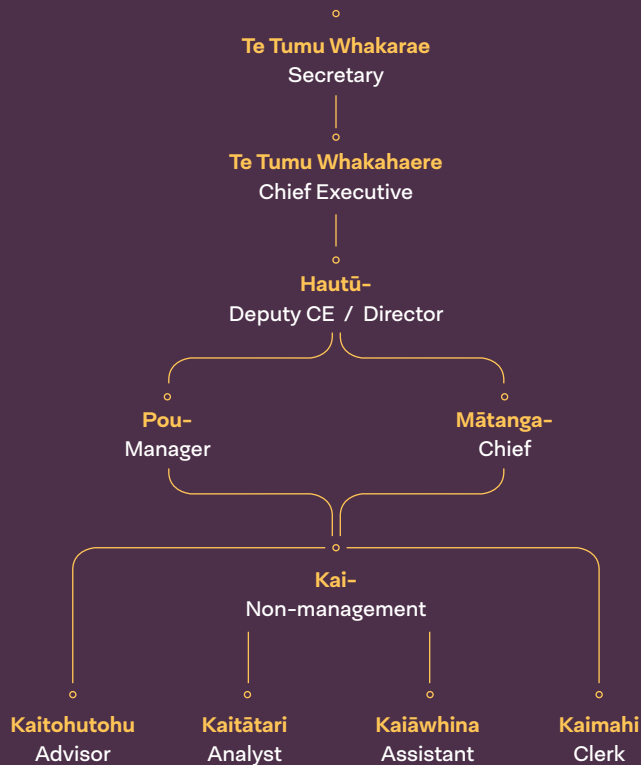 Te Tumu Whakarae
Secretary
Te Tumu Whakahaere
Chief Executive
Hautū-
Deputy CE / Director
Pou-
Manager
Mātanga-
Chief
Kai-
Non-management
Kaitohutohu
Advisor
Kaitātari
Analyst
Kaiāwhina
Assistant
Kaimahi
Clerk